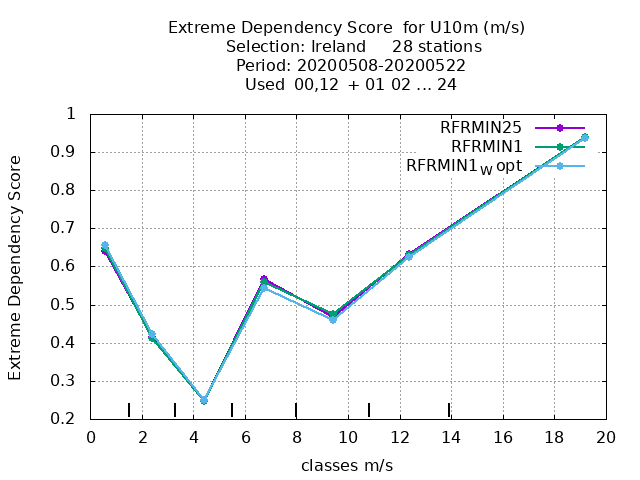 Extreme Dependency Score for U10m (m/s)
Selection: Ireland 28 stations
Period: 20200508-20200522
Used 00,12 + 01 02 ... 24
RFRMIN25
RFRMIN1
RFRMIN1W opt
Extreme Dependency Score
1
0.9
0.8
0.7
0.6
0.5
0.4
0.3
0.2
0 2 4 6 8 10 12 14 16 18 20
classes m/s